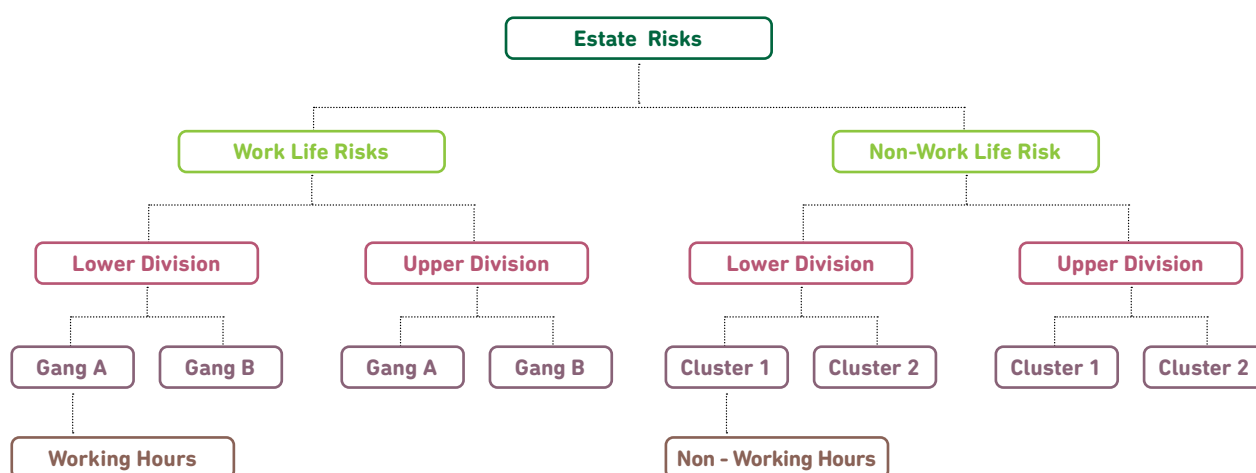 Estate Risks
Work Life Risks
Non-Work Life Risk
Lower Division
Upper Division
Lower Division
Upper Division
Gang A
Gang B
Gang A
Gang B
Cluster 1
Cluster 2
Cluster 1
Cluster 2
Working Hours
Non - Working Hours